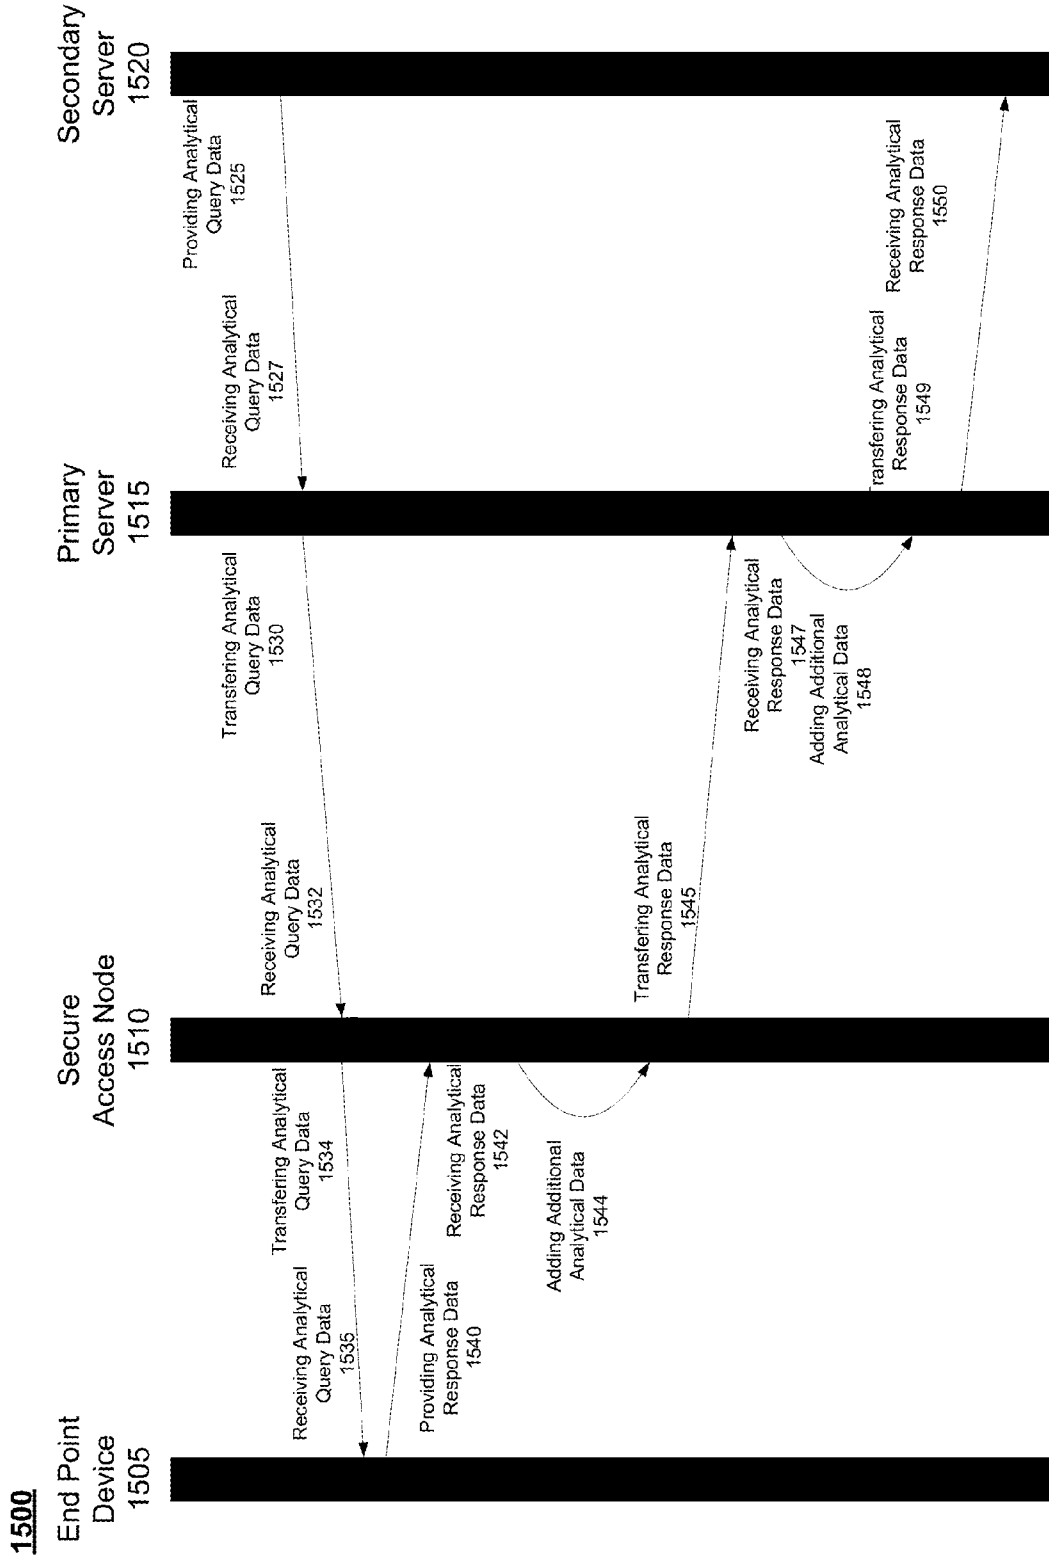 1500
End Point
Device
1505
Secure
Access Node
1510
Primary
Server
1515
Secondary
Server
1520
Providing Analytical
Query Data
1525
Receiving Analytical
Query Data
1527
Transfering Analytical
Query Data
1530
Receiving Analytical
Query Data
1532
Transfering Analytical
Query Data
1534
Receiving Analytical
Query Data
1535
Providing Analytical
Response Data
1540
Receiving Analytical
Response Data
1542
Adding Additional
Analytical Data
1544
Transfering Analytical
Response Data
1545
Receiving Analytical
Response Data
1547
Adding Additional
Analytical Data
1548
Transfering Analytical
Response Data
1549
Receiving Analytical
Response Data
1550